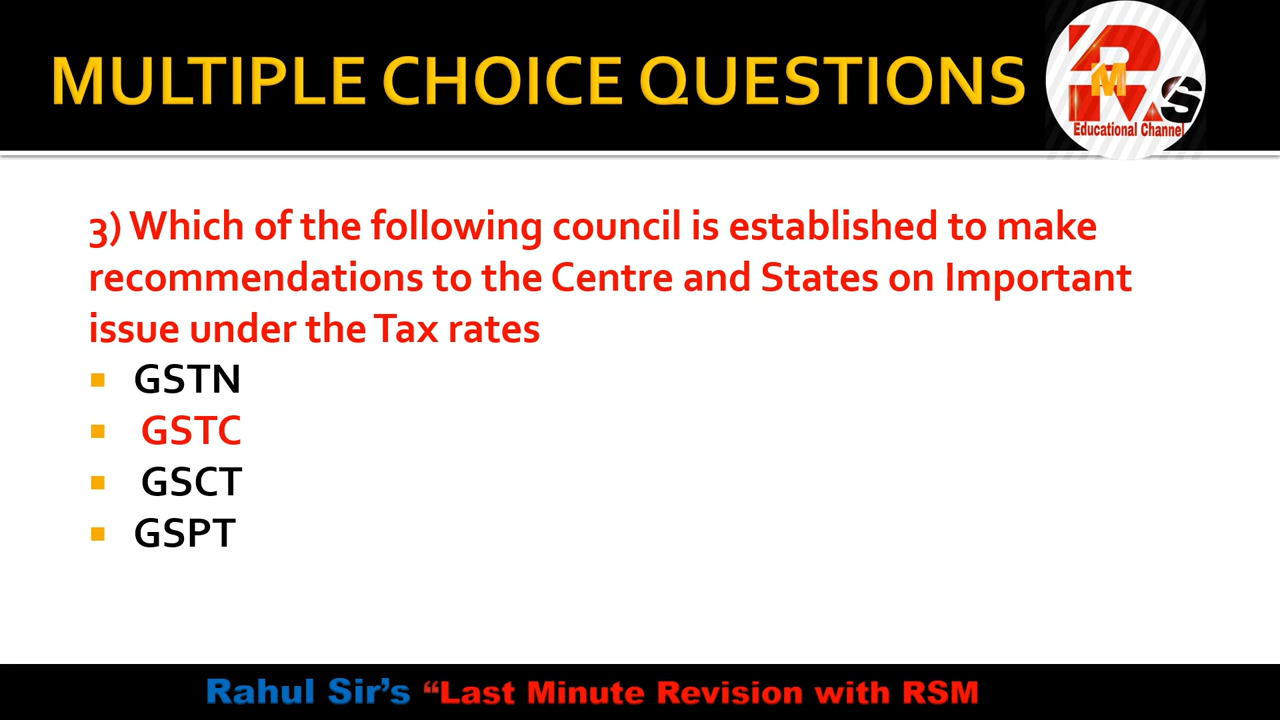 MULTIPLE CHOICE QUESTIONS
RMS
Educational Channel
3) Which of the following council is established to make
recommendations to the Centre and States on Important
issue under the Tax rates
GSTN
GSTC
GSCT
GSPT
Rahul Sir's “Last Minute Revision with RSM